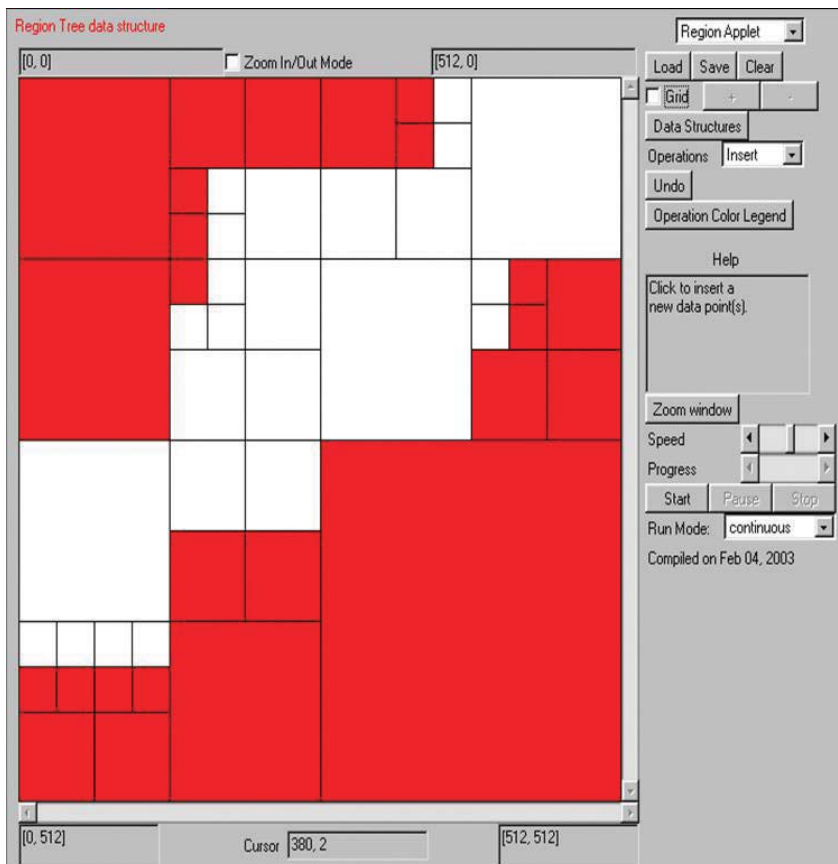 Region Tree data structure
Region Applet
[0, 0]
Zoom In/Out Mode
[512, 0]
Load Save Clear
Grid + -
Data Structures
Operations Insert
Undo
Operation Color Legend
Help
Click to insert a
new data point(s).
Zoom window
Speed
Progress
Start Pause Stop
Run Mode: continuous
Compiled on Feb 04, 2003
[0, 512]
Cursor 380, 2
[512, 512]